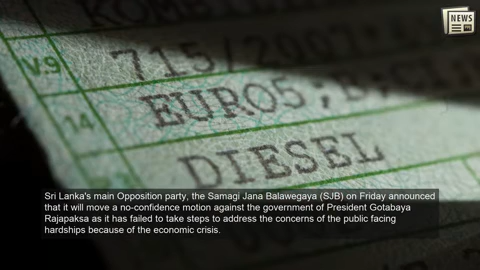 NEWS
V.9
715/2007
14
EURO5;B;CI
DIESEL
Sri Lanka's main Opposition party, the Samagi Jana Balawegaya (SJB) on Friday announced
that it will move a no-confidence motion against the government of President Gotabaya
Rajapaksa as it has failed to take steps to address the concerns of the public facing
hardships because of the economic crisis.